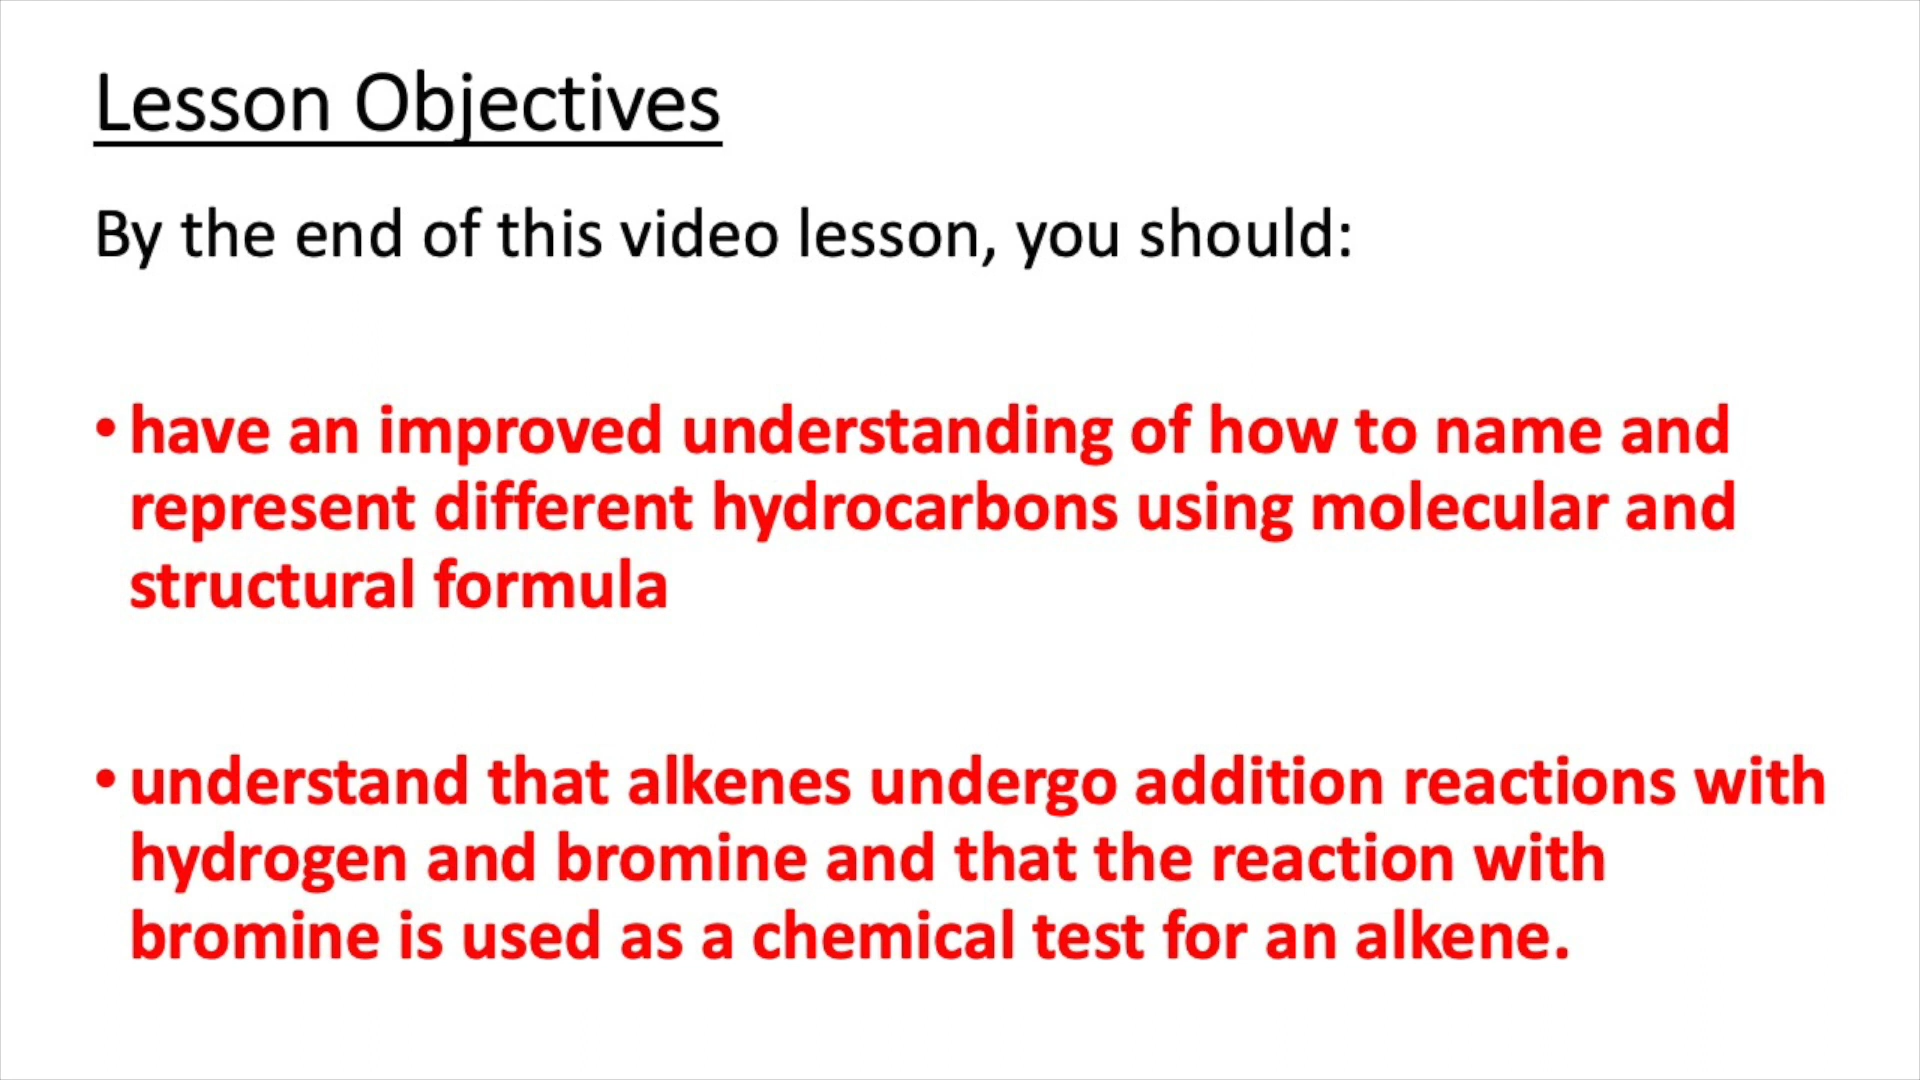 Lesson Objectives
By the end of this video lesson, you should:
• have an improved understanding of how to name and
represent different hydrocarbons using molecular and
structural formula
• understand that alkenes undergo addition reactions with
hydrogen and bromine and that the reaction with
bromine is used as a chemical test for an alkene.